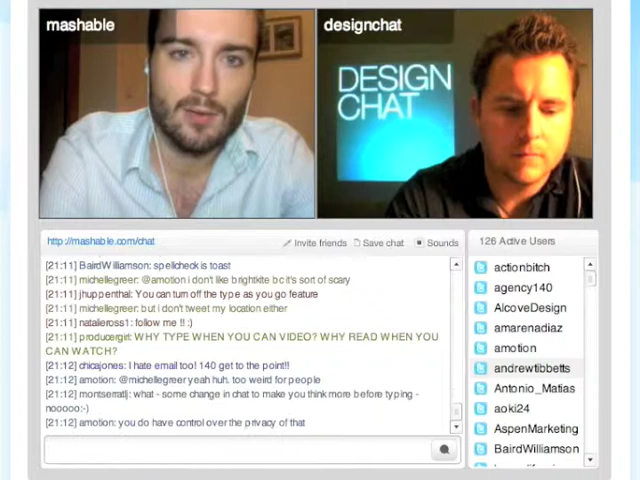 mashable
designchat
DESIGN
CHAT
http://mashable.com/chat
Invite friends
Save chat
Sounds
126 Active Users
[21:11] BairdWilliamson: spellcheck is toast
[21:11] michellegreer: @amotion i don't like brightkite bc it's sort of scary
[21:11] jhuppenthal: You can turn off the type as you go feature
[21:11] michellegreer: but i don't tweet my location either
[21:11] natalieross1: follow me !! :)
[21:11] producergirl: WHY TYPE WHEN YOU CAN VIDEO? WHY READ WHEN YOU
CAN WATCH?
[21:12] chicajones: I hate email too! 140 get to the point!!
[21:12] amotion: @michellegreer yeah huh. too weird for people
[21:12] montserratlj: what - some change in chat to make you think more before typing -
nooooo:-)
[21:12] amotion: you do have control over the privacy of that
actionbitch
agency140
AlcoveDesign
amarenadiaz
amotion
andrewtibbetts
Antonio_Matias
aoki24
AspenMarketing
BairdWilliamson